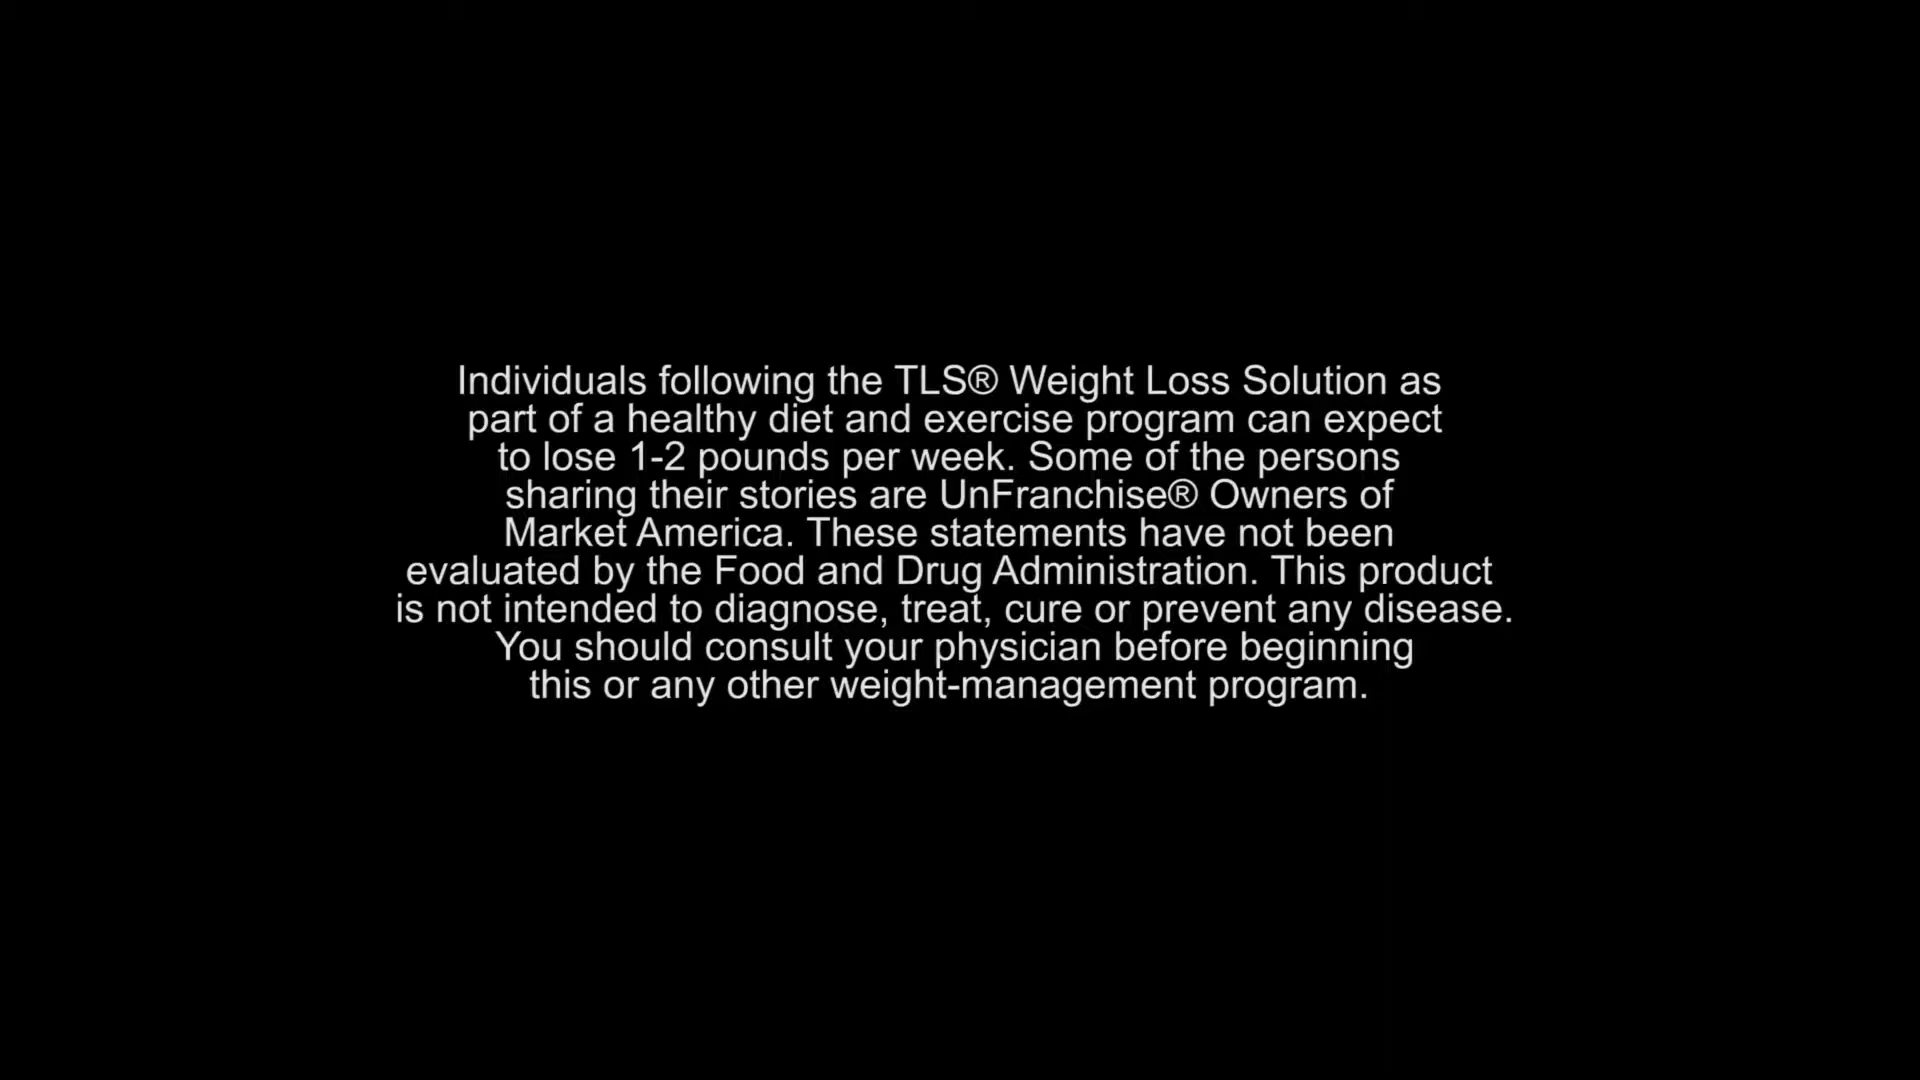 Individuals following the TLS® Weight Loss Solution as
part of a healthy diet and exercise program can expect
to lose 1-2 pounds per week. Some of the persons
sharing their stories are UnFranchise® Owners of
Market America. These statements have not been
evaluated by the Food and Drug Administration. This product
is not intended to diagnose, treat, cure or prevent any disease.
You should consult your physician before beginning
this or any other weight-management program.